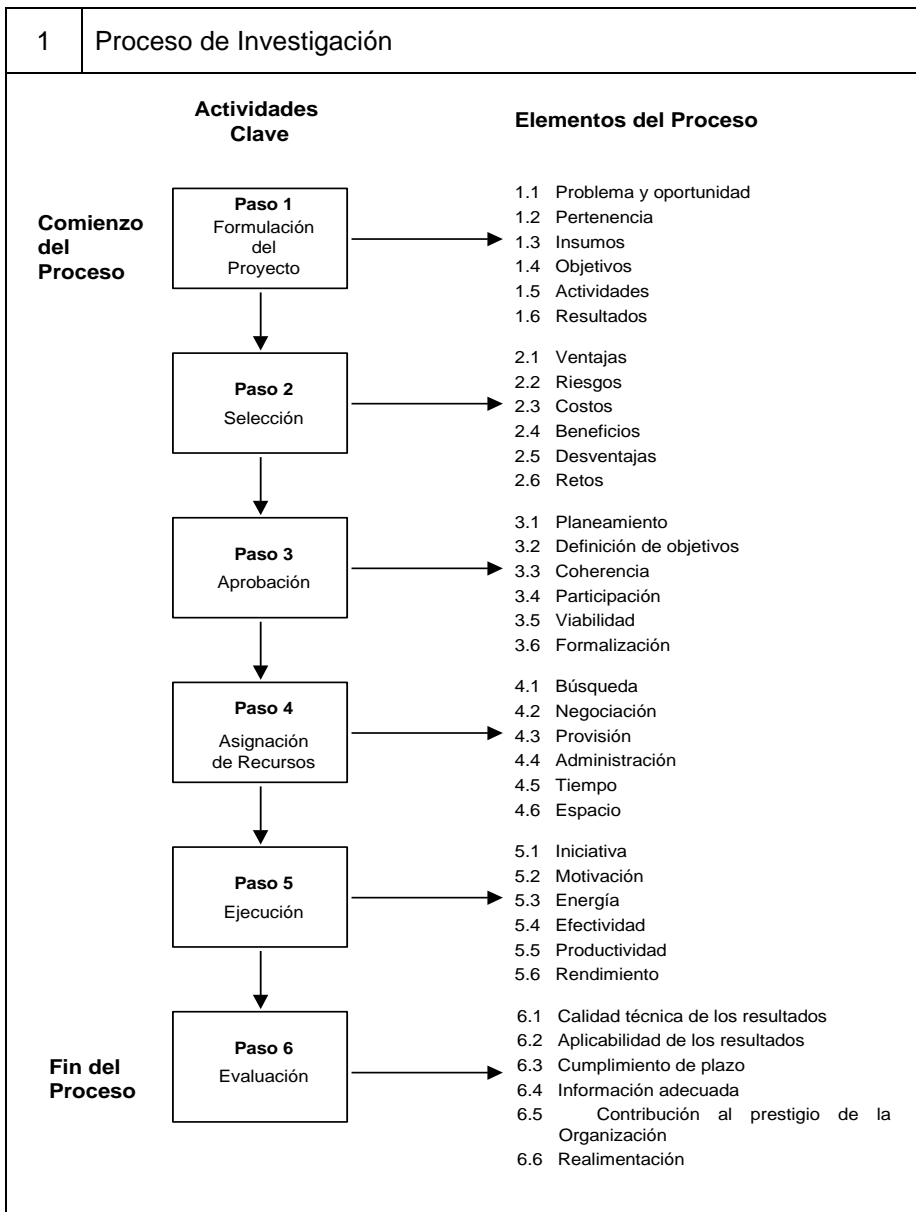 1 Proceso de Investigación
Actividades
Clave
Elementos del Proceso
Comienzo
del
Proceso
Paso 1
Formulación
del
Proyecto
1.1 Problema y oportunidad
1.2 Pertenencia
1.3 Insumos
1.4 Objetivos
1.5 Actividades
1.6 Resultados
Paso 2
Selección
2.1 Ventajas
2.2 Riesgos
2.3 Costos
2.4 Beneficios
2.5 Desventajas
2.6 Retos
Paso 3
Aprobación
3.1 Planeamiento
3.2 Definición de objetivos
3.3 Coherencia
3.4 Participación
3.5 Viabilidad
3.6 Formalización
Paso 4
Asignación
de Recursos
4.1 Búsqueda
4.2 Negociación
4.3 Provisión
4.4 Administración
4.5 Tiempo
4.6 Espacio
Paso 5
Ejecución
5.1 Iniciativa
5.2 Motivación
5.3 Energía
5.4 Efectividad
5.5 Productividad
5.6 Rendimiento
Fin del
Proceso
Paso 6
Evaluación
6.1 Calidad técnica de los resultados
6.2 Aplicabilidad de los resultados
6.3 Cumplimiento de plazo
6.4 Información adecuada
6.5 Contribución al prestigio de la
Organización
6.6 Realimentación